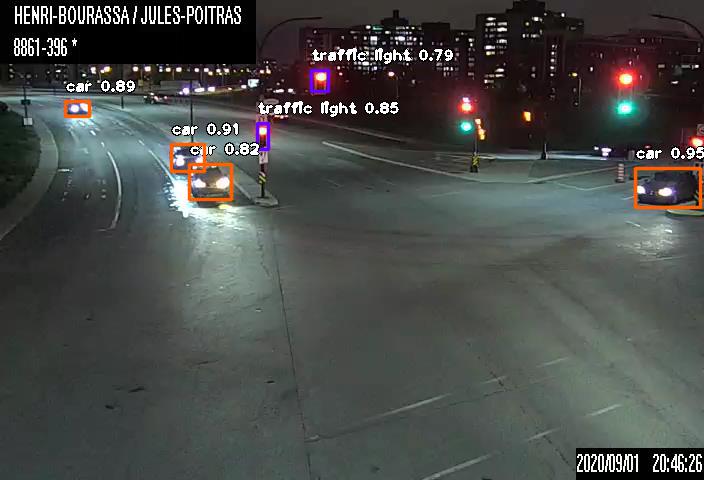 HENRI-BOURASSA / JULES-POITRAS
8861-396 *
traffic light 0.79
car 0.89
traffic light 0.85
car 0.91
car 0.82
car 0.95
2020/09/01 20:46:26